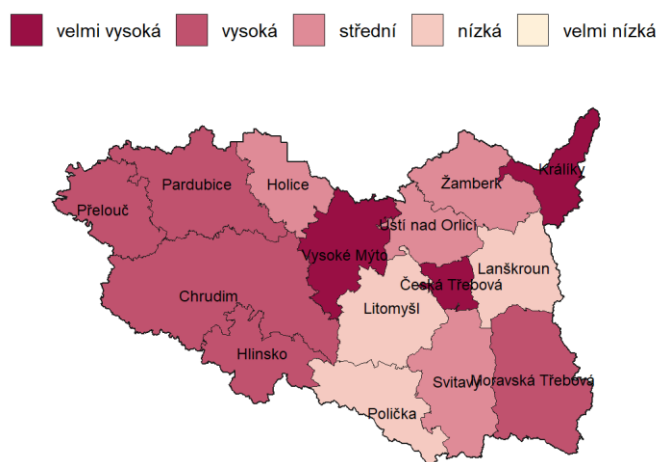 velmi vysoká vysoká střední nízká velmi nízká
Králíky
Žamberk
Pardubice Holice
Přelouč
Ústí nad Orlicí
Vysoké Mýto
Lanškroun
Česká Třebová
Chrudim
Litomyšl
Hlinsko
Svitavy Moravská Třebová
Polička